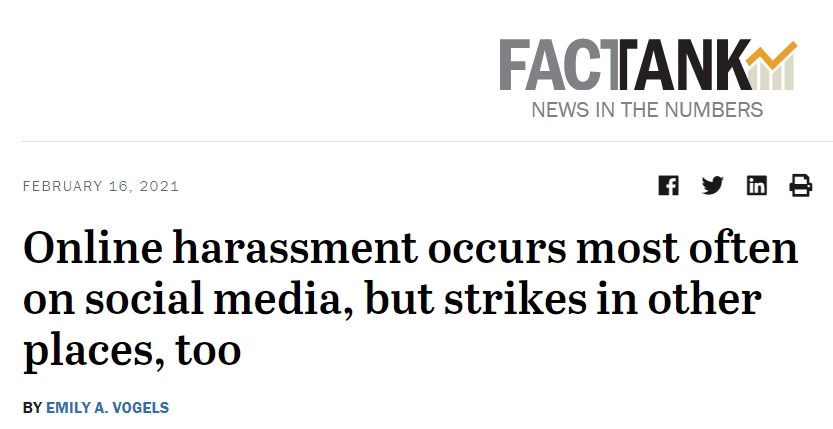 FACTTANK
NEWS IN THE NUMBERS
FEBRUARY 16, 2021
Online harassment occurs most often
on social media, but strikes in other
places, too
BY EMILY A. VOGELS